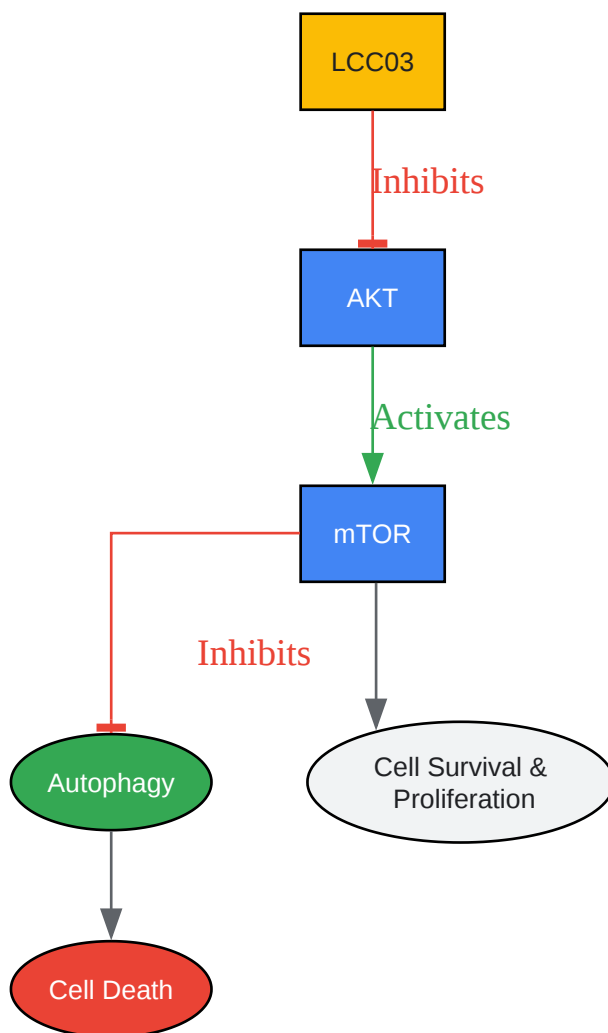 LCC03
Inhibits
AKT
Activates
mTOR
Inhibits
Autophagy
Cell Survival &
Proliferation
Cell Death